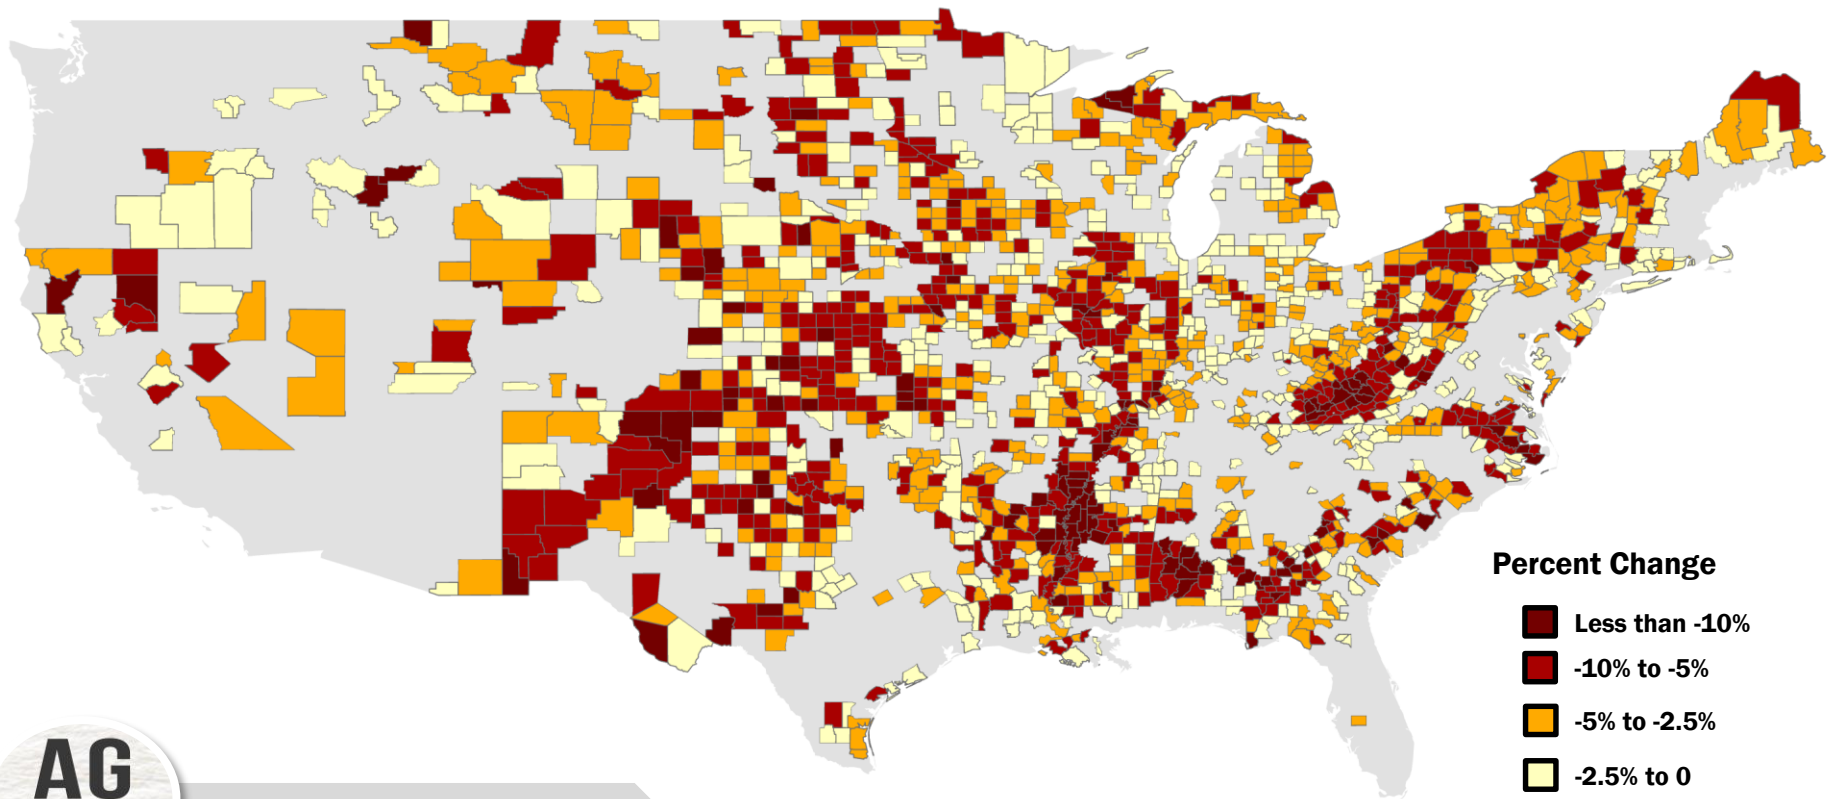 Percent Change
Less than -10%
-10% to -5%
-5% to -2.5%
-2.5% to 0
AG